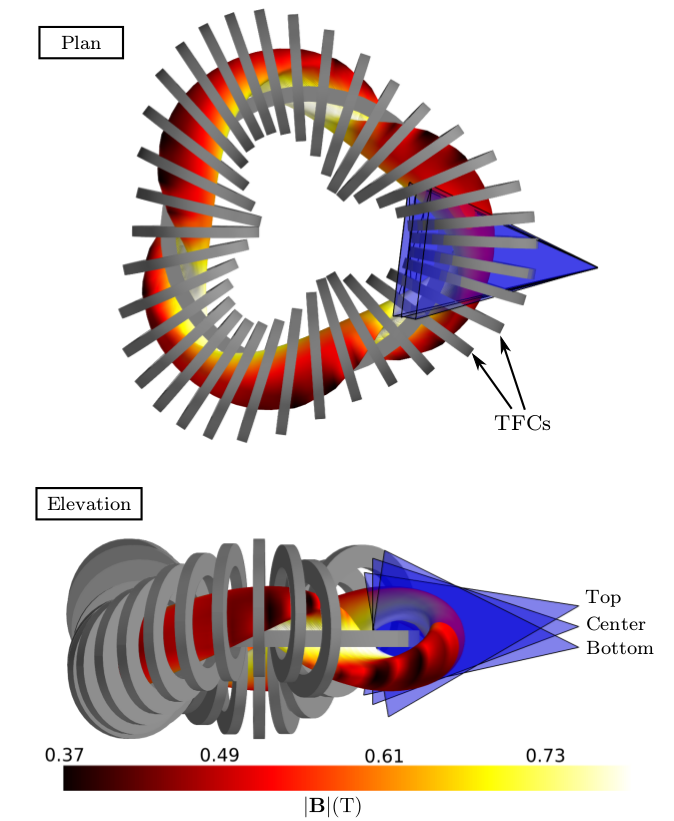 Plan
TFCs
Elevation
Top
Center
Bottom
0.37 0.49 0.61 0.73
|B|(T)